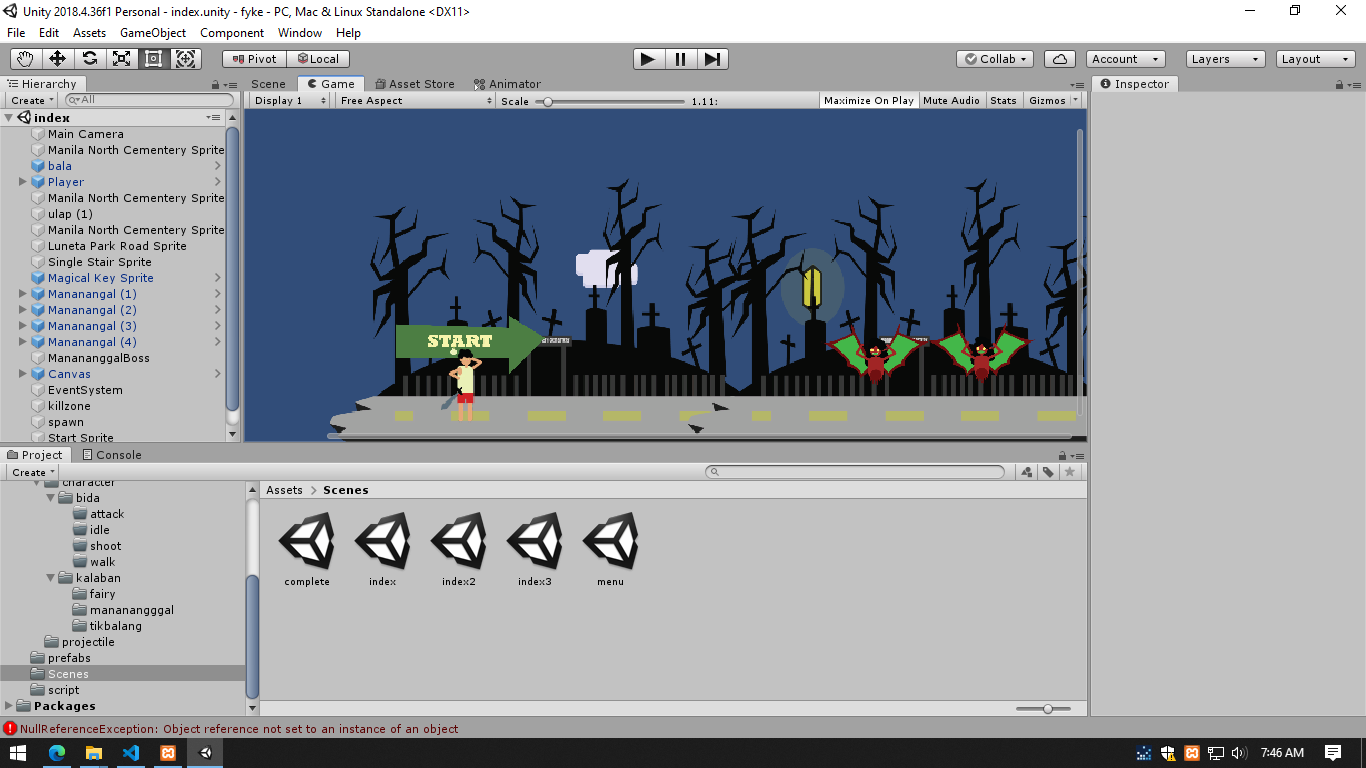 Unity 2018.4.36f1 Personal - index.unity - fyke - PC, Mac & Linux Standalone <DX11>
File Edit Assets GameObject Component Window Help
Pivot Local Collab Account Layers Layout
Hierarchy Scene Game Asset Store Animator Inspector
Create All Display 1 Free Aspect Scale 1.11: Maximize On Play Mute Audio Stats Gizmos
index
Main Camera
Manila North Cementery Sprite
bala
Player
Manila North Cementery Sprite
ulap (1)
Manila North Cementery Sprite
Luneta Park Road Sprite
Single Stair Sprite
Magical Key Sprite
Mananangal (1)
Mananangal (2)
Mananangal (3)
Mananangal (4)
ManananggalBoss
Canvas
EventSystem
killzone
spawn
Start Sprite
START
Project Console
Create
Assets > Scenes
character
bida
attack
idle
shoot
walk
kalaban
fairy
mananangggal
tikbalang
projectile
prefabs
Scenes
script
Packages
complete index index2 index3 menu
NullReferenceException: Object reference not set to an instance of an object
7:46 AM